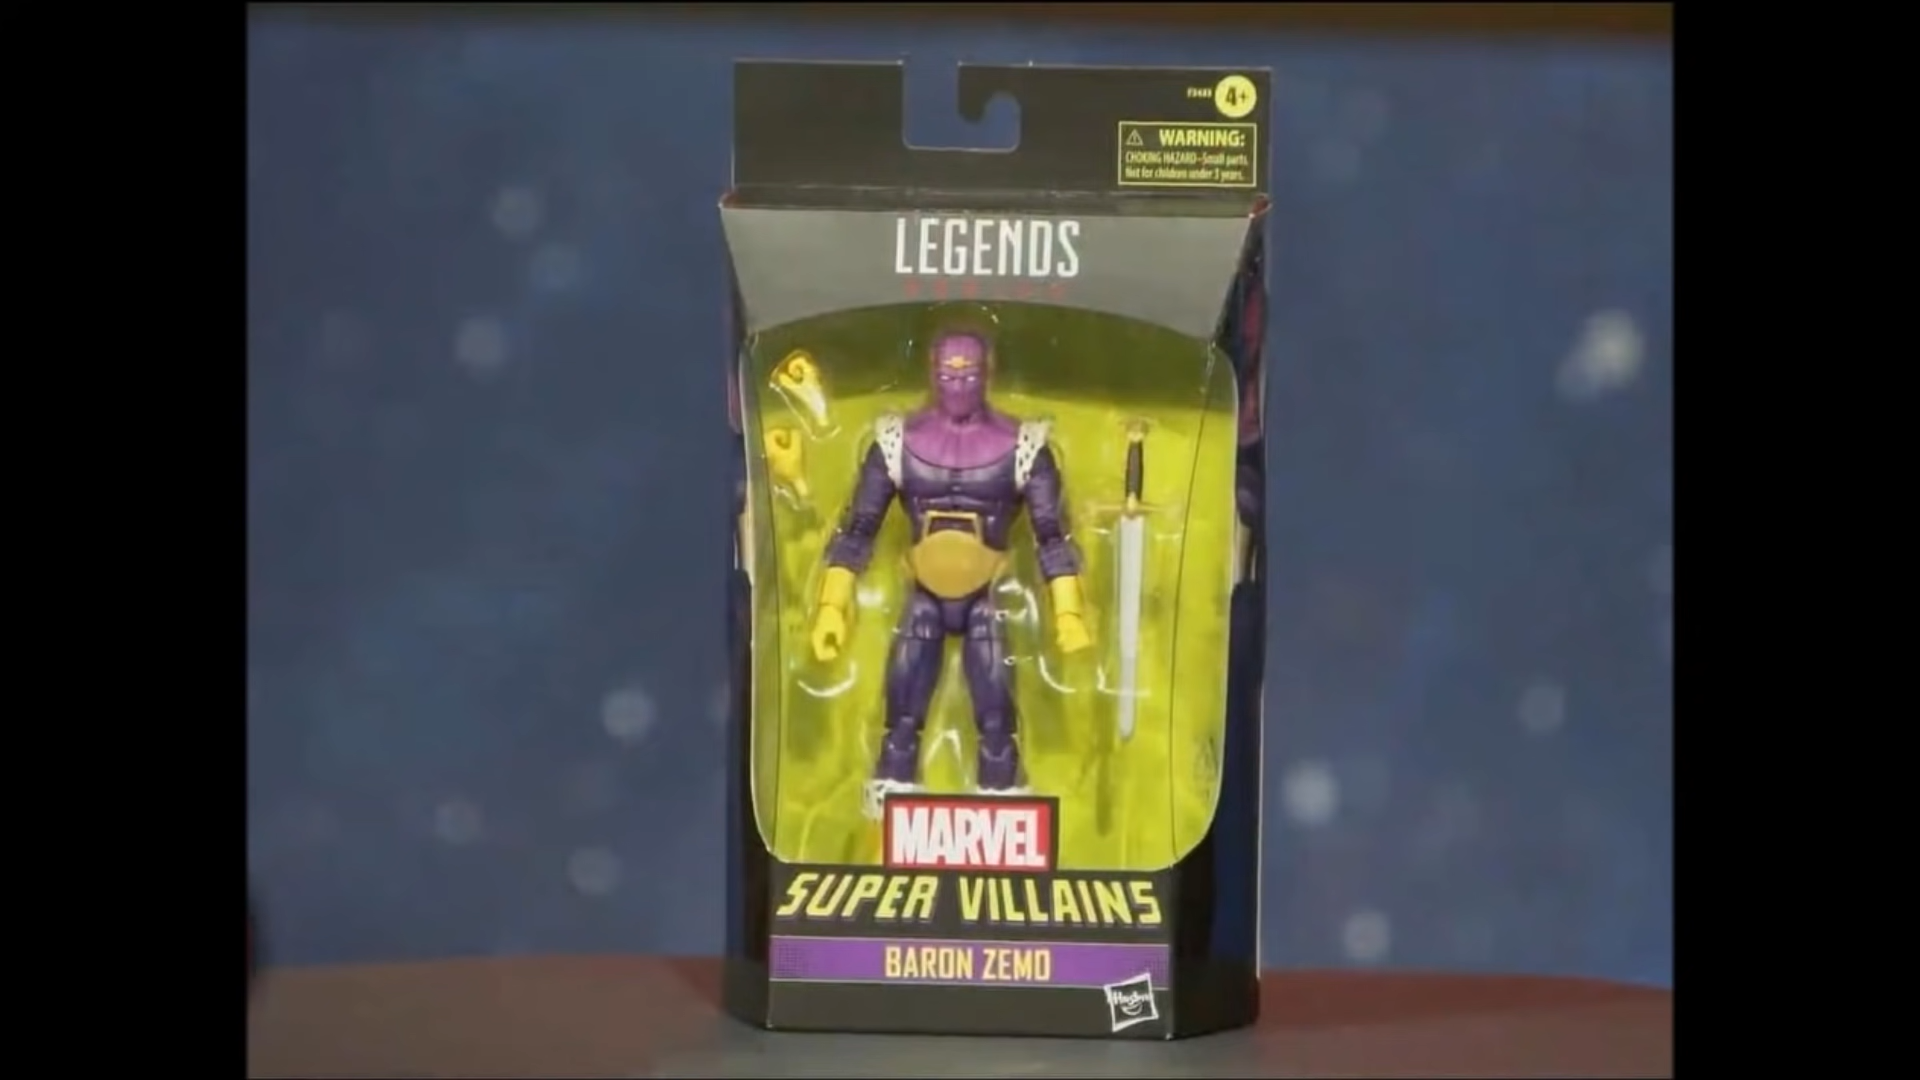 4+
WARNING:
CHOKING HAZARD–Small parts.
Not for children under 3 years.
LEGENDS
MARVEL
SUPER VILLAINS
BARON ZEMO
Hasbro